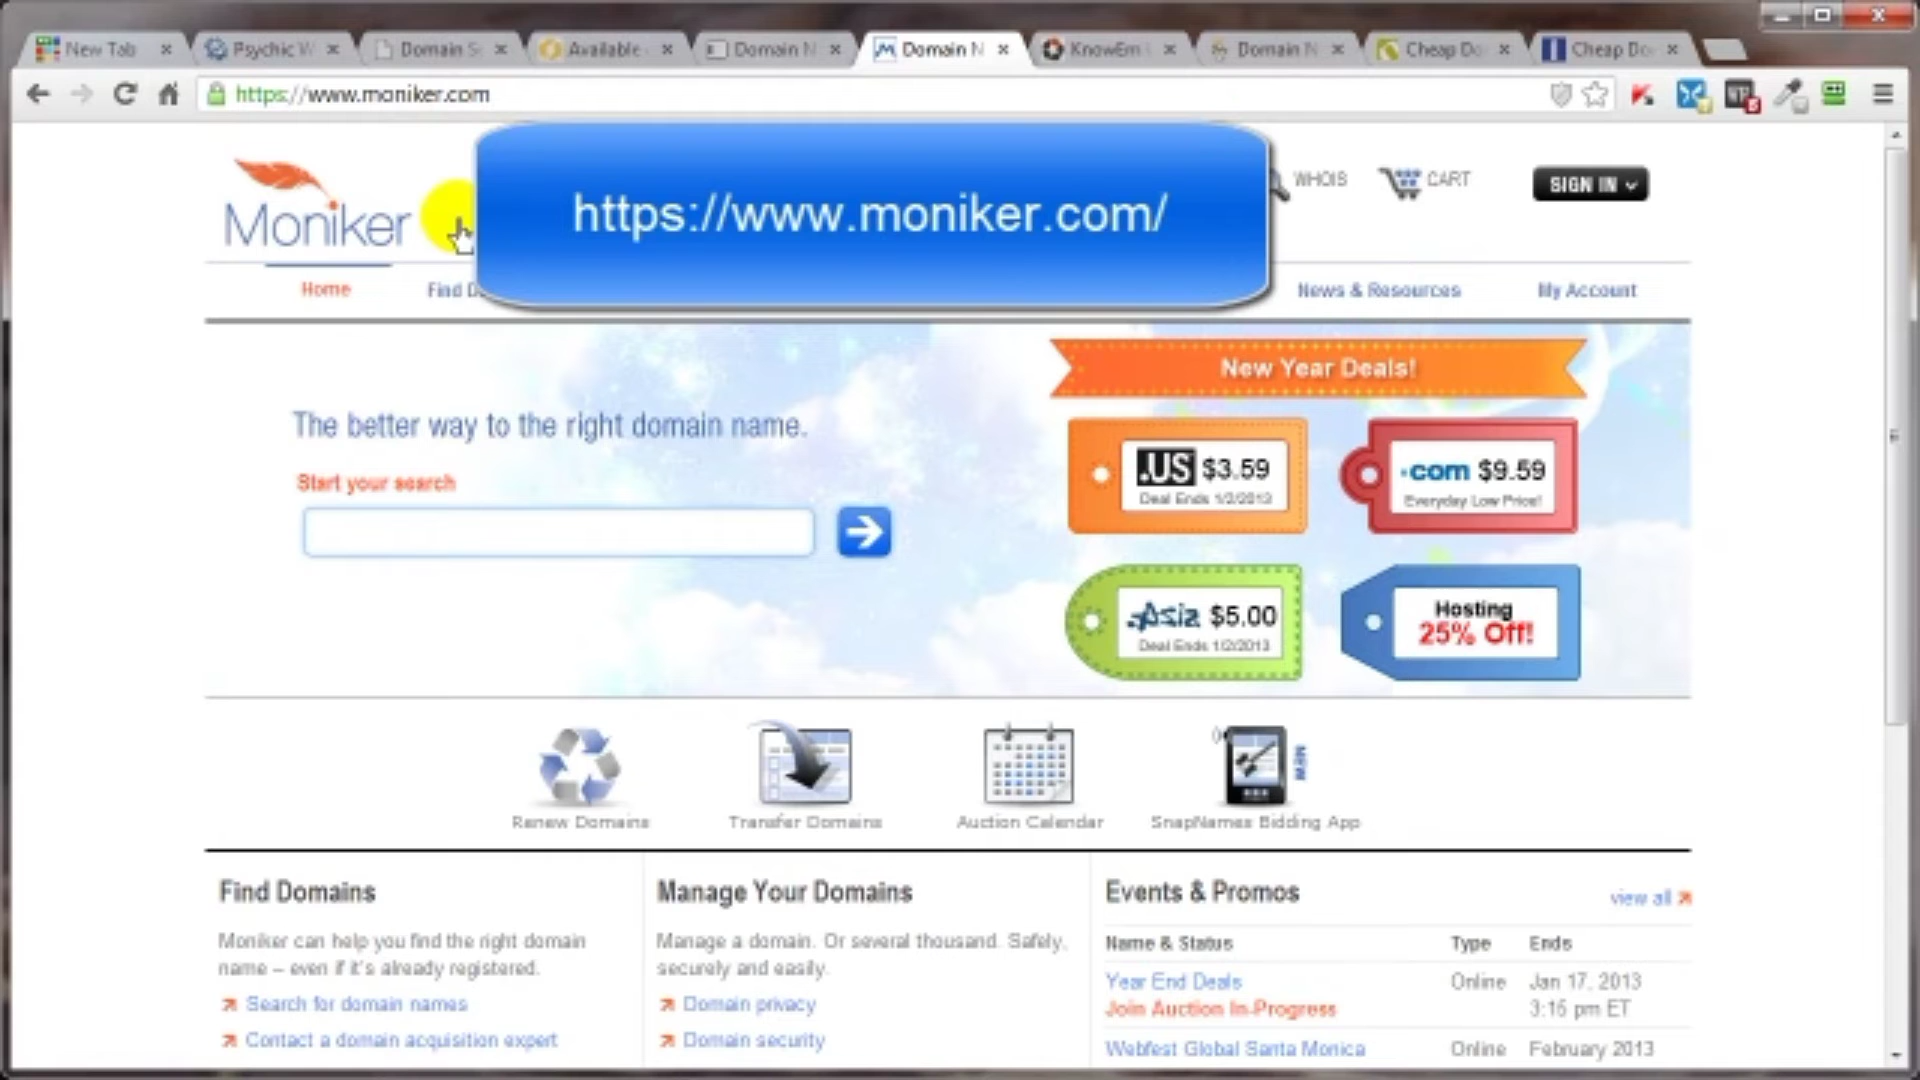 New Tab
Psychic W
Domain S
Available
Domain N
Domain N
KnowEm
Domain N
Cheap Do
Cheap Do
https://www.moniker.com
Moniker
https://www.moniker.com/
WHOIS
CART
SIGN IN
Home
Find D
News & Resources
My Account
New Year Deals!
The better way to the right domain name.
Start your search
.US $3.59
Deal Ends 1/2/2013
.com $9.59
Everyday Low Price!
.Asia $5.00
Deal Ends 1/2/2013
Hosting
25% Off!
NEW
Renew Domains
Transfer Domains
Auction Calendar
SnapNames Bidding App
Find Domains
Moniker can help you find the right domain
name – even if it's already registered.
Search for domain names
Contact a domain acquisition expert
Manage Your Domains
Manage a domain. Or several thousand. Safely,
securely and easily.
Domain privacy
Domain security
Events & Promos
view all
Name & Status Type Ends
Year End Deals Online Jan 17, 2013
Join Auction In-Progress 3:15 pm ET
Webfest Global Santa Monica Online February 2013